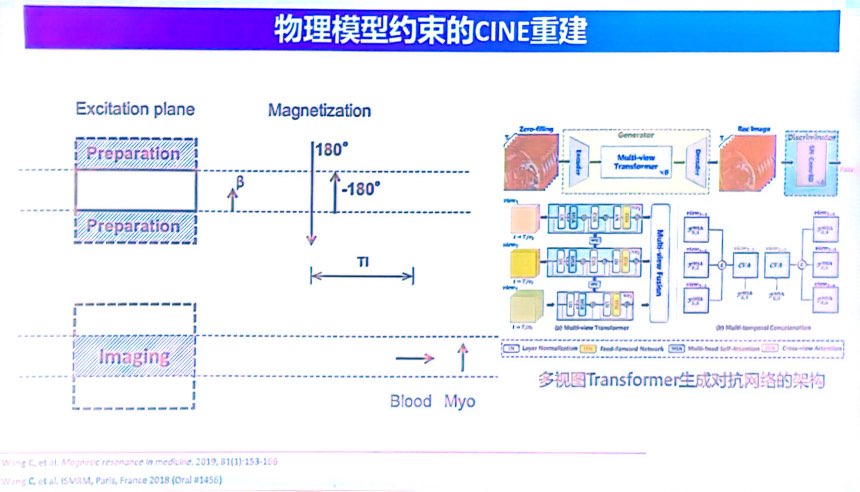 物理模型约束的CINE重建
Excitation plane
Magnetization
Preparation
180°
β
-180°
Preparation
TI
Imaging
Blood Myo
Zero-filling
Generator
Rec Image
Discriminator
Encoder
Multi-view
Transformer
Decoder
Multi-view Fusion
CVA
CVA
(a) Multi-view Transformer
(b) Multi-temporal Concatenation
Layer Normalization
Feed-Forward Network
Multi-head Self-Attention
Cross-view Attention
多视图Transformer生成对抗网络的架构
Wang C, et al. Magnetic resonance in medicine, 2019, 81(1):153-166
Wang C, et al. ISMRM, Paris, France 2018 (Oral #1456)